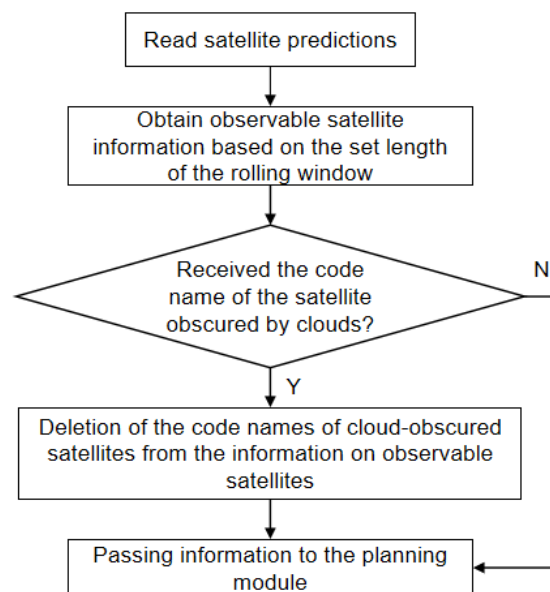 Read satellite predictions
Obtain observable satellite
information based on the set length
of the rolling window
Received the code
name of the satellite
obscured by clouds?
N
Y
Deletion of the code names of cloud-obscured
satellites from the information on observable
satellites
Passing information to the planning
module